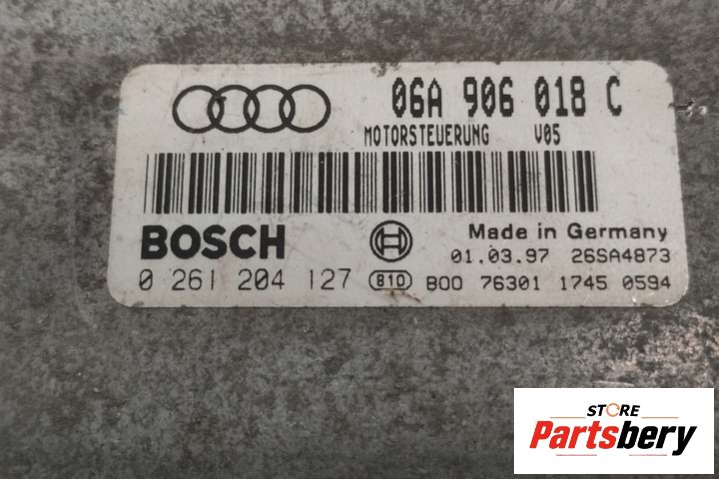 06A 906 018 C
MOTORSTEUERUNG V05
BOSCH
Made in Germany
01.03.97 26SA4873
0 261 204 127 810 B00 76301 1745 0594
STORE
Partsbery